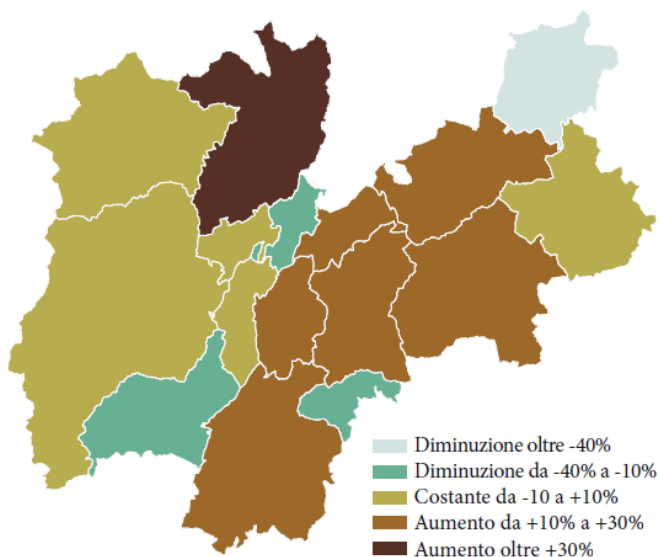 Diminuzione oltre -40%
Diminuzione da -40% a -10%
Costante da -10 a +10%
Aumento da +10% a +30%
Aumento oltre +30%